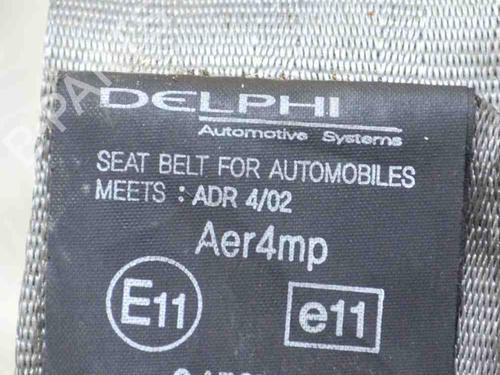 DELPHI
Automotive Systems
SEAT BELT FOR AUTOMOBILES
MEETS : ADR 4/02
Aer4mp
E11 e11